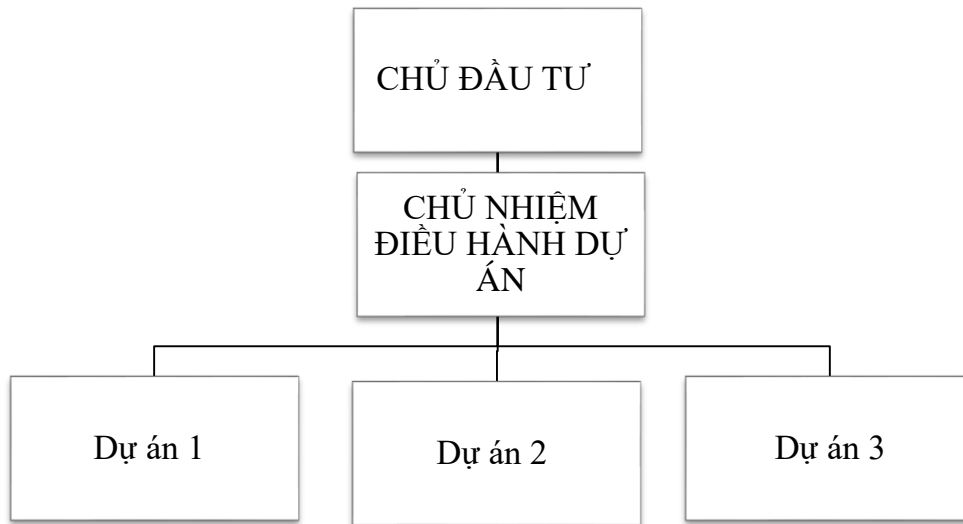 CHỦ ĐẦU TƯ
CHỦ NHIỆM
ĐIỀU HÀNH DỰ
ÁN
Dự án 1
Dự án 2
Dự án 3